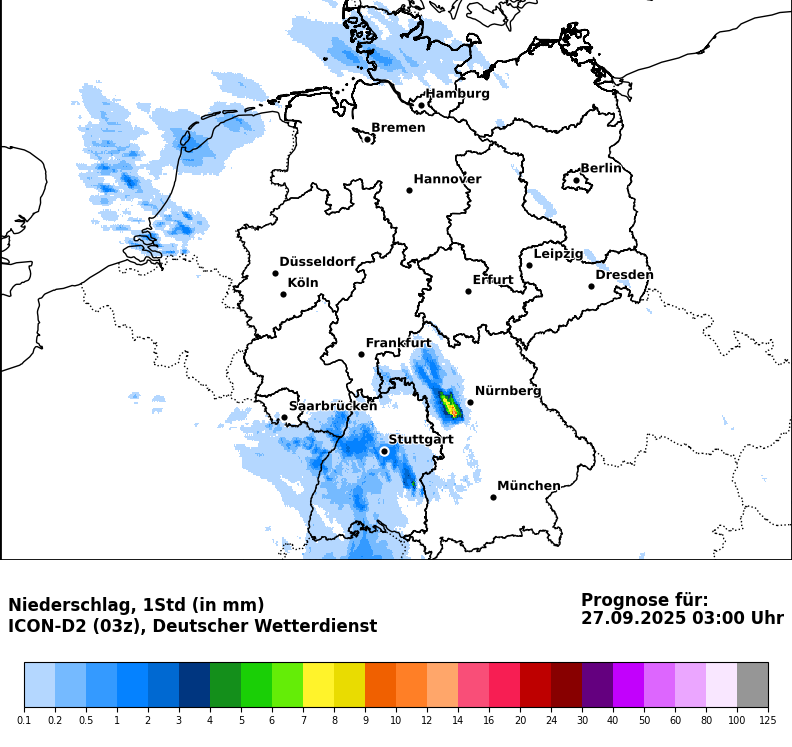 Hamburg
Bremen
Berlin
Hannover
Leipzig
Düsseldorf
Dresden
Köln
Erfurt
Frankfurt
Nürnberg
Saarbrücken
Stuttgart
München
Niederschlag, 1Std (in mm)
ICON-D2 (03z), Deutscher Wetterdienst
Prognose für:
27.09.2025 03:00 Uhr
0.1 0.2 0.5 1 2 3 4 5 6 7 8 9 10 12 14 16 20 24 30 40 50 60 80 100 125